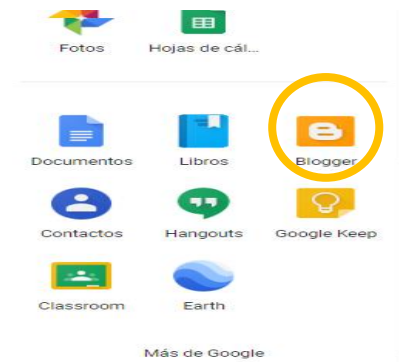 Fotos Hojas de cál...
Documentos Libros Blogger
Contactos Hangouts Google Keep
Classroom Earth
Más de Google